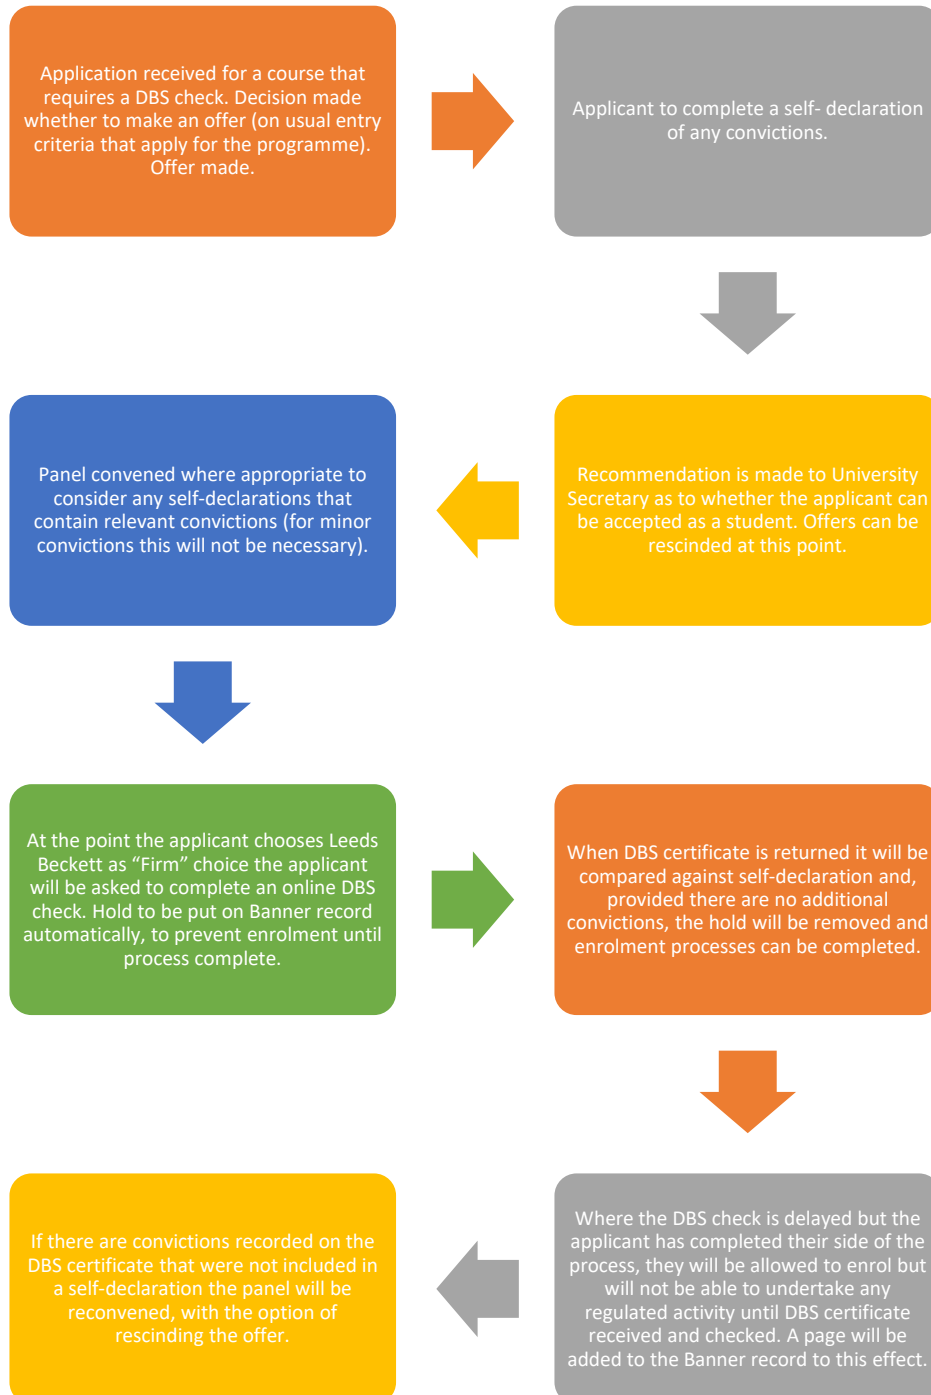 Application received for a course that
requires a DBS check. Decision made
whether to make an offer (on usual entry
criteria that apply for the programme).
Offer made.
Applicant to complete a self- declaration
of any convictions.
Recommendation is made to University
Secretary as to whether the applicant can
be accepted as a student. Offers can be
rescinded at this point.
Panel convened where appropriate to
consider any self-declarations that
contain relevant convictions (for minor
convictions this will not be necessary).
At the point the applicant chooses Leeds
Beckett as “Firm” choice the applicant
will be asked to complete an online DBS
check. Hold to be put on Banner record
automatically, to prevent enrolment until
process complete.
When DBS certificate is returned it will be
compared against self-declaration and,
provided there are no additional
convictions, the hold will be removed and
enrolment processes can be completed.
Where the DBS check is delayed but the
applicant has completed their side of the
process, they will be allowed to enrol but
will not be able to undertake any
regulated activity until DBS certificate
received and checked. A page will be
added to the Banner record to this effect.
If there are convictions recorded on the
DBS certificate that were not included in
a self-declaration the panel will be
reconvened, with the option of
rescinding the offer.